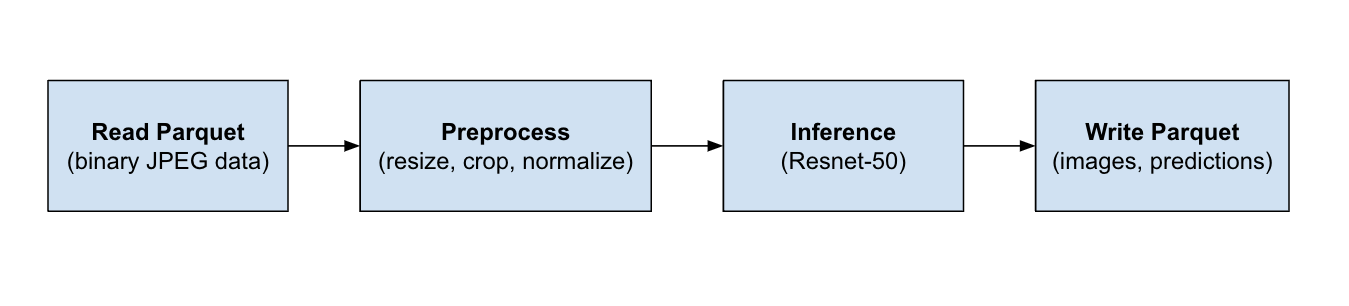 Read Parquet
(binary JPEG data)
Preprocess
(resize, crop, normalize)
Inference
(Resnet-50)
Write Parquet
(images, predictions)